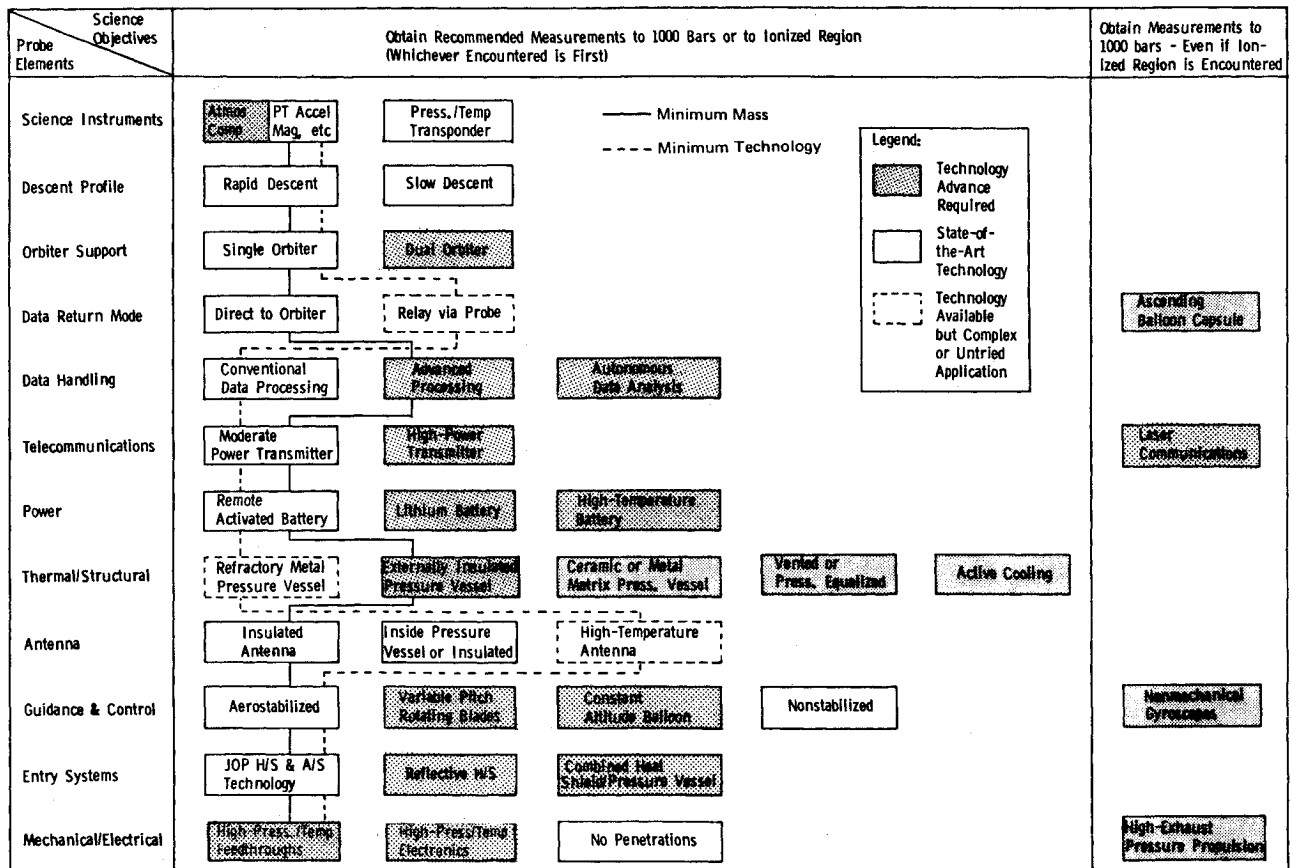 Science
Objectives
Probe
Elements
Obtain Recommended Measurements to 1000 Bars or to Ionized Region
(Whichever Encountered is First)
Obtain Measurements to
1000 bars - Even if Ion-
ized Region is Encountered
Science Instruments
Atmos
Comp
PT Accel
Mag, etc
Press./Temp
Transponder
Minimum Mass
Minimum Technology
Legend:
Technology
Advance
Required
State-of-
the-Art
Technology
Technology
Available
but Complex
or Untried
Application
Descent Profile
Rapid Descent
Slow Descent
Orbiter Support
Single Orbiter
Dual Orbiter
Data Return Mode
Direct to Orbiter
Relay via Probe
Ascending
Balloon Capsule
Data Handling
Conventional
Data Processing
Advanced
Processing
Autonomous
Data Analysis
Telecommunications
Moderate
Power Transmitter
High-Power
Transmitter
Laser
Communications
Power
Remote
Activated Battery
Lithium Battery
High-Temperature
Battery
Thermal/Structural
Refractory Metal
Pressure Vessel
Externally Insulated
Pressure Vessel
Ceramic or Metal
Matrix Press. Vessel
Vented or
Press. Equalized
Active Cooling
Antenna
Insulated
Antenna
Inside Pressure
Vessel or Insulated
High-Temperature
Antenna
Guidance & Control
Aerostabilized
Variable Pitch
Rotating Blades
Constant
Altitude Balloon
Nonstabilized
Nonmechanical
Gyroscopes
Entry Systems
JOP H/S & A/S
Technology
Reflective H/S
Combined Heat
Shield/Pressure Vessel
Mechanical/Electrical
High-Press./Temp
Feedthroughs
High-Press/Temp
Electronics
No Penetrations
High-Exhaust
Pressure Propulsion